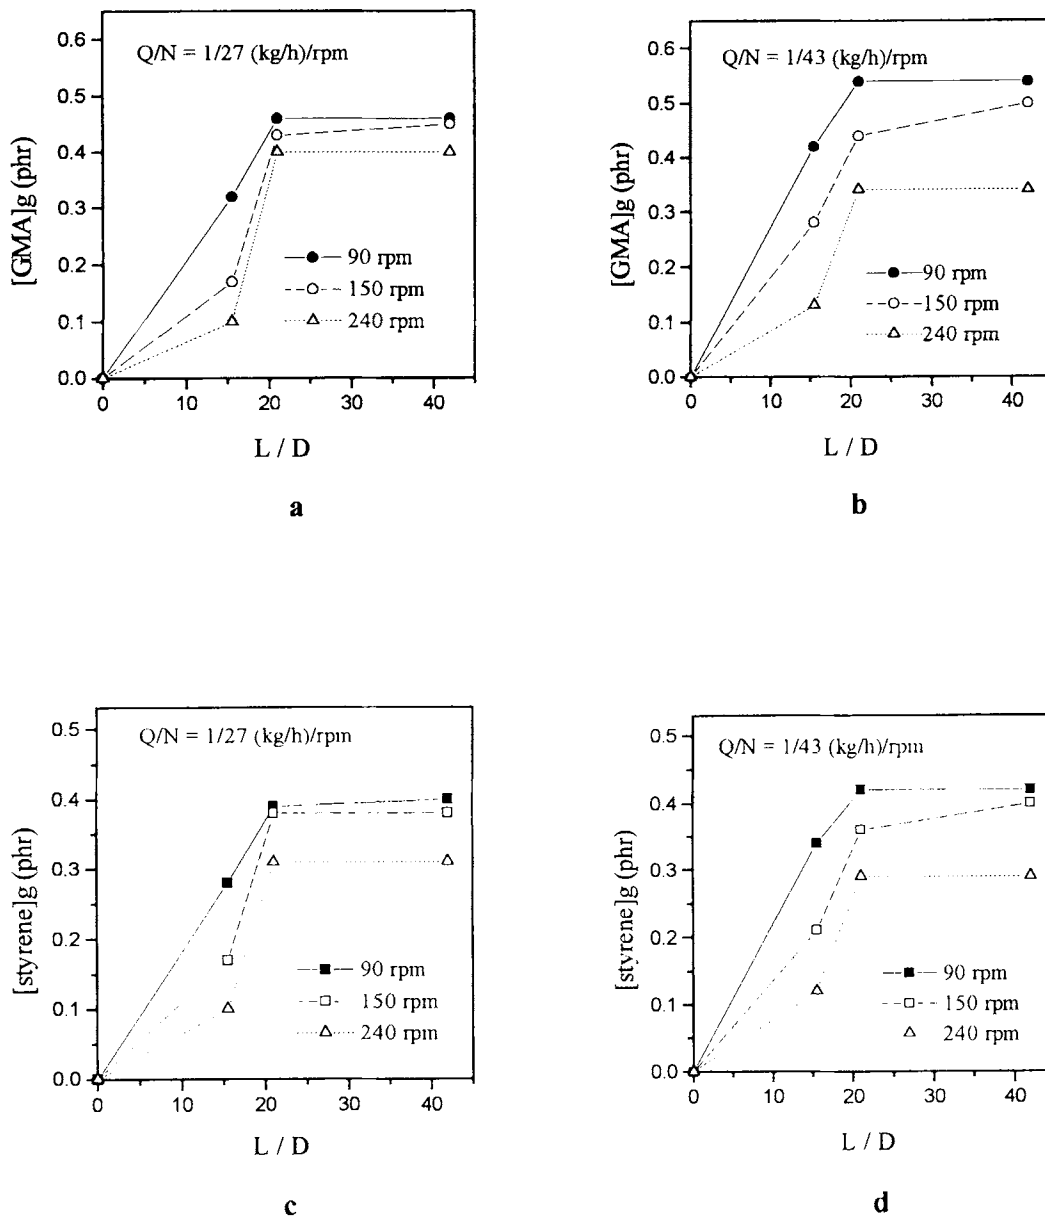 Q/N = 1/27 (kg/h)/rpm
[GMA]g (phr)
0.6
0.5
0.4
0.3
0.2
0.1
0.0
90 rpm
150 rpm
240 rpm
0 10 20 30 40
L / D
a
Q/N = 1/43 (kg/h)/rpm
[GMA]g (phr)
0.6
0.5
0.4
0.3
0.2
0.1
0.0
90 rpm
150 rpm
240 rpm
0 10 20 30 40
L / D
b
Q/N = 1/27 (kg/h)/rpm
[styrene]g (phr)
0.5
0.4
0.3
0.2
0.1
0.0
90 rpm
150 rpm
240 rpm
0 10 20 30 40
L / D
c
Q/N = 1/43 (kg/h)/rpm
[styrene]g (phr)
0.5
0.4
0.3
0.2
0.1
0.0
90 rpm
150 rpm
240 rpm
0 10 20 30 40
L / D
d